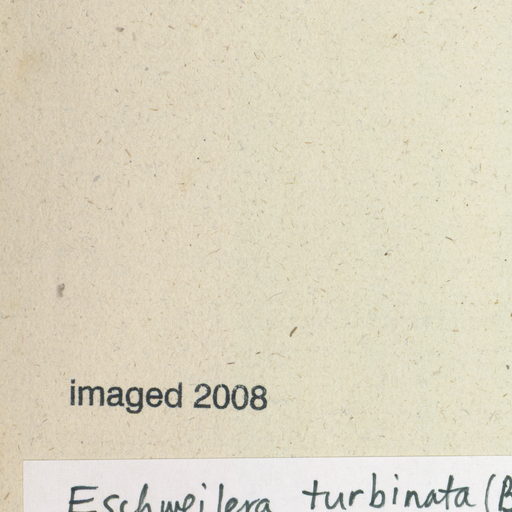 imaged 2008
Eschweilera turbinata (B